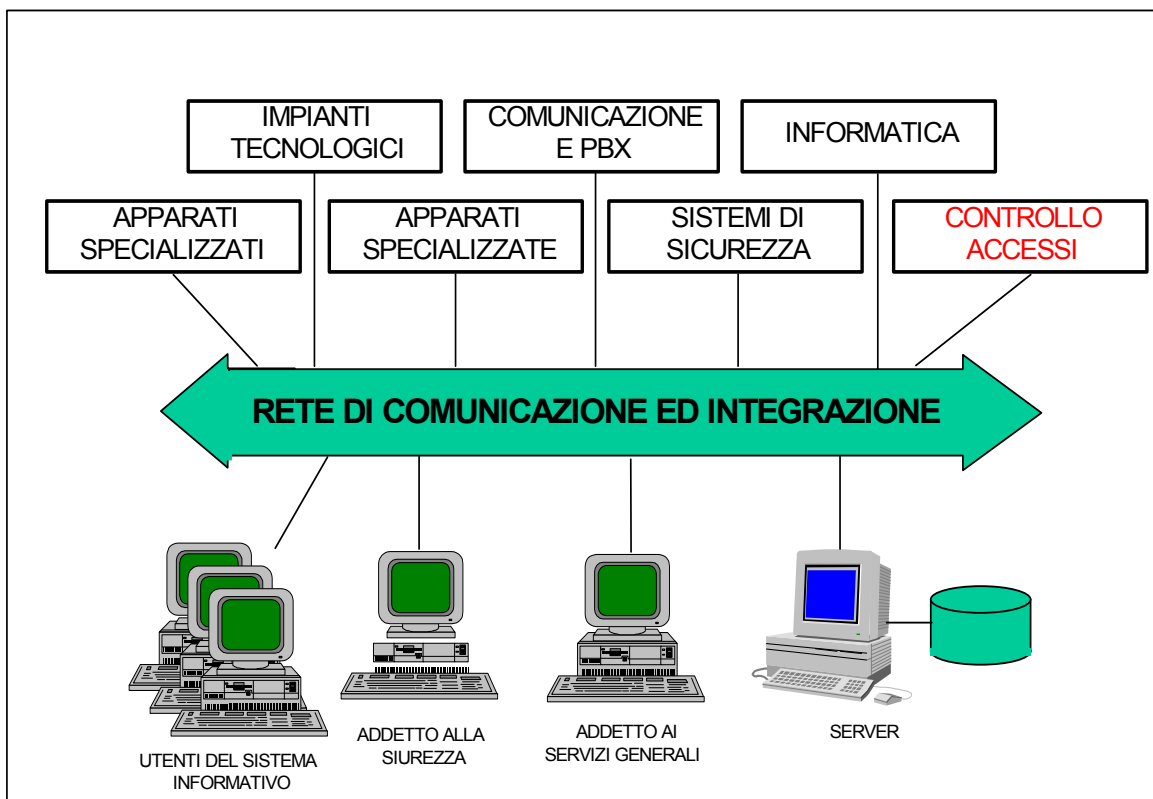 IMPIANTI
TECNOLOGICI
COMUNICAZIONE
E PBX
INFORMATICA
APPARATI
SPECIALIZZATI
APPARATI
SPECIALIZZATE
SISTEMI DI
SICUREZZA
CONTROLLO
ACCESSI
RETE DI COMUNICAZIONE ED INTEGRAZIONE
UTENTI DEL SISTEMA
INFORMATIVO
ADDETTO ALLA
SIUREZZA
ADDETTO AI
SERVIZI GENERALI
SERVER